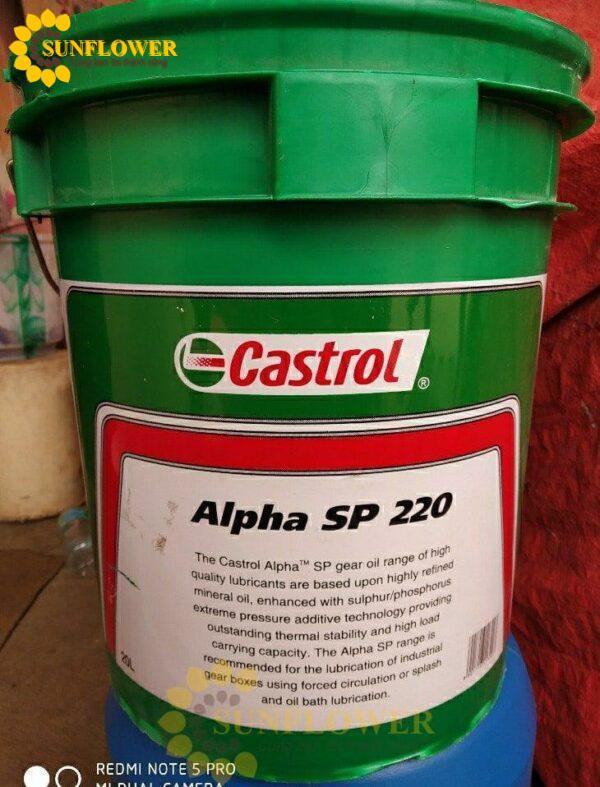 SUNFLOWER
Castrol®
Alpha SP 220
The Castrol Alpha™ SP gear oil range of high
quality lubricants are based upon highly refined
mineral oil, enhanced with sulphur/phosphorus
extreme pressure additive technology providing
outstanding thermal stability and high load
carrying capacity. The Alpha SP range is
recommended for the lubrication of industrial
gear boxes using forced circulation or splash
and oil bath lubrication.
20L
SUNFLOWER
REDMI NOTE 5 PRO
MI DUAL CAMERA